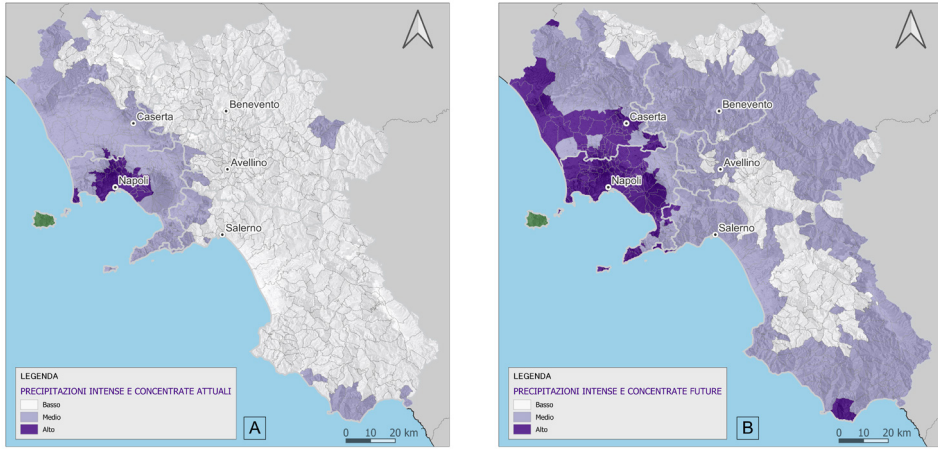 Benevento
Caserta
Avellino
Napoli
Salerno
LEGENDA
PRECIPITAZIONI INTENSE E CONCENTRATE ATTUALI
Basso
Medio
Alto
A
0 10 20 km
Benevento
Caserta
Avellino
Napoli
Salerno
LEGENDA
PRECIPITAZIONI INTENSE E CONCENTRATE FUTURE
Basso
Medio
Alto
B
0 10 20 km